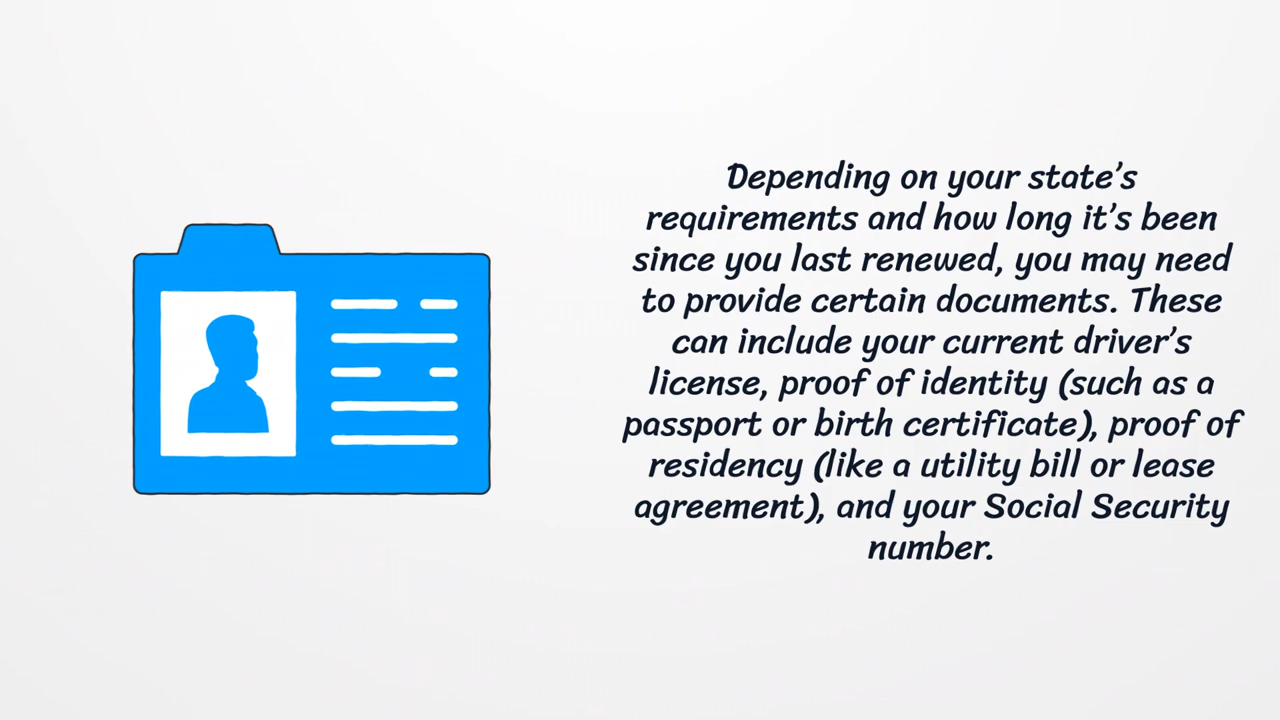 Depending on your state's
requirements and how long it's been
since you last renewed, you may need
to provide certain documents. These
can include your current driver's
license, proof of identity (such as a
passport or birth certificate), proof of
residency (like a utility bill or lease
agreement), and your Social Security
number.